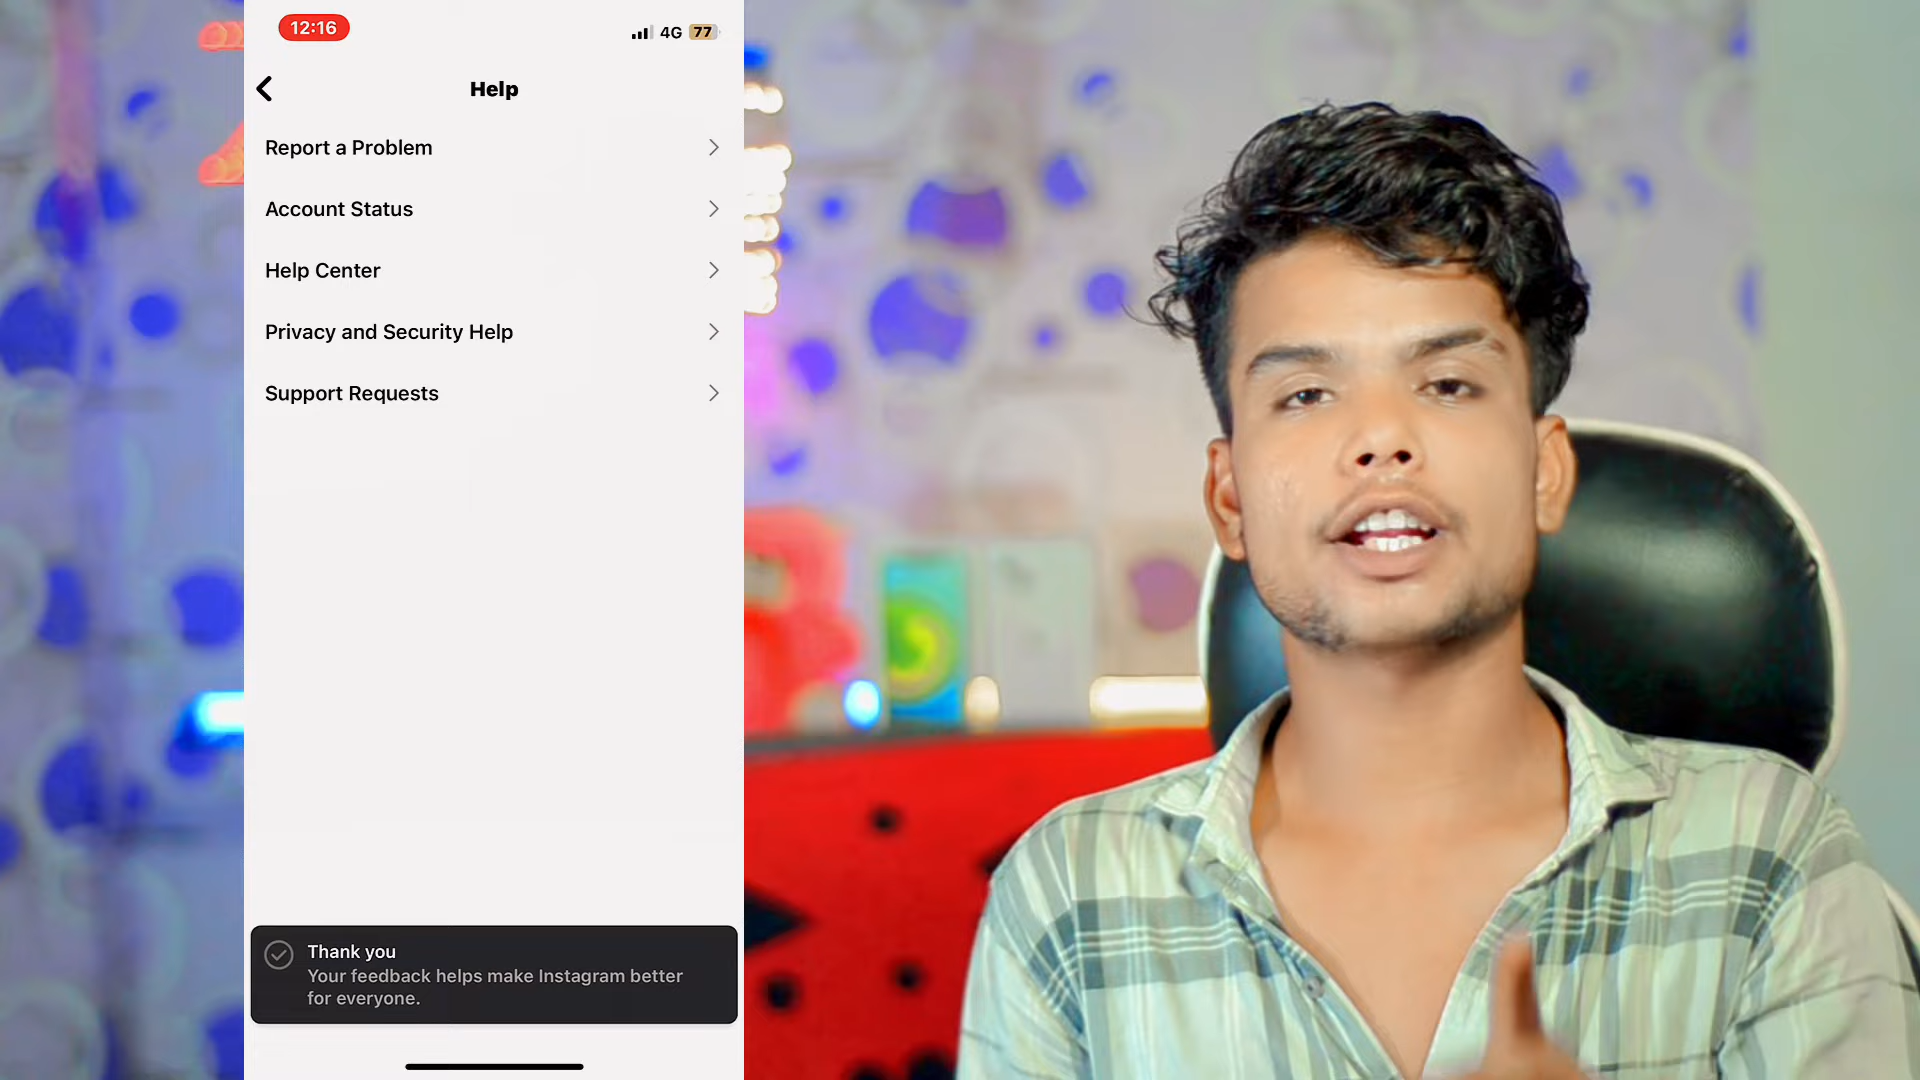 12:16
4G 77
Help
Report a Problem
Account Status
Help Center
Privacy and Security Help
Support Requests
Thank you
Your feedback helps make Instagram better
for everyone.